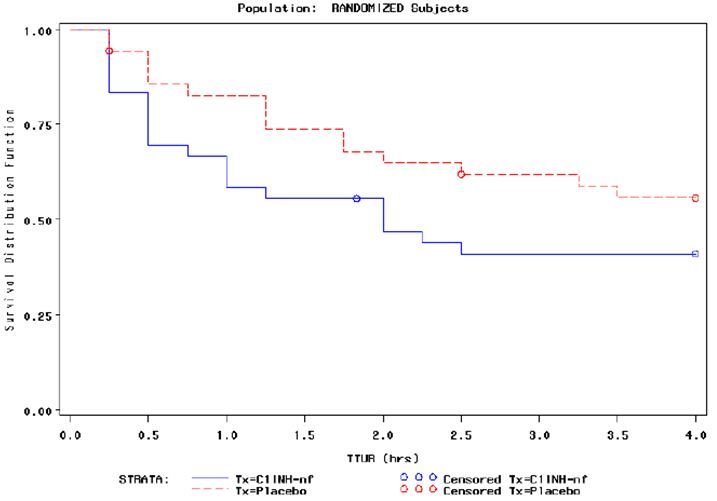 Population: RANDOMIZED Subjects
1.00
0.75
0.50
0.25
0.00
Survival Distribution Function
0.0 0.5 1.0 1.5 2.0 2.5 3.0 3.5 4.0
TTUR (hrs)
STRATA: Tx=C1INH-nf Censored Tx=C1INH-nf
Tx=Placebo Censored Tx=Placebo